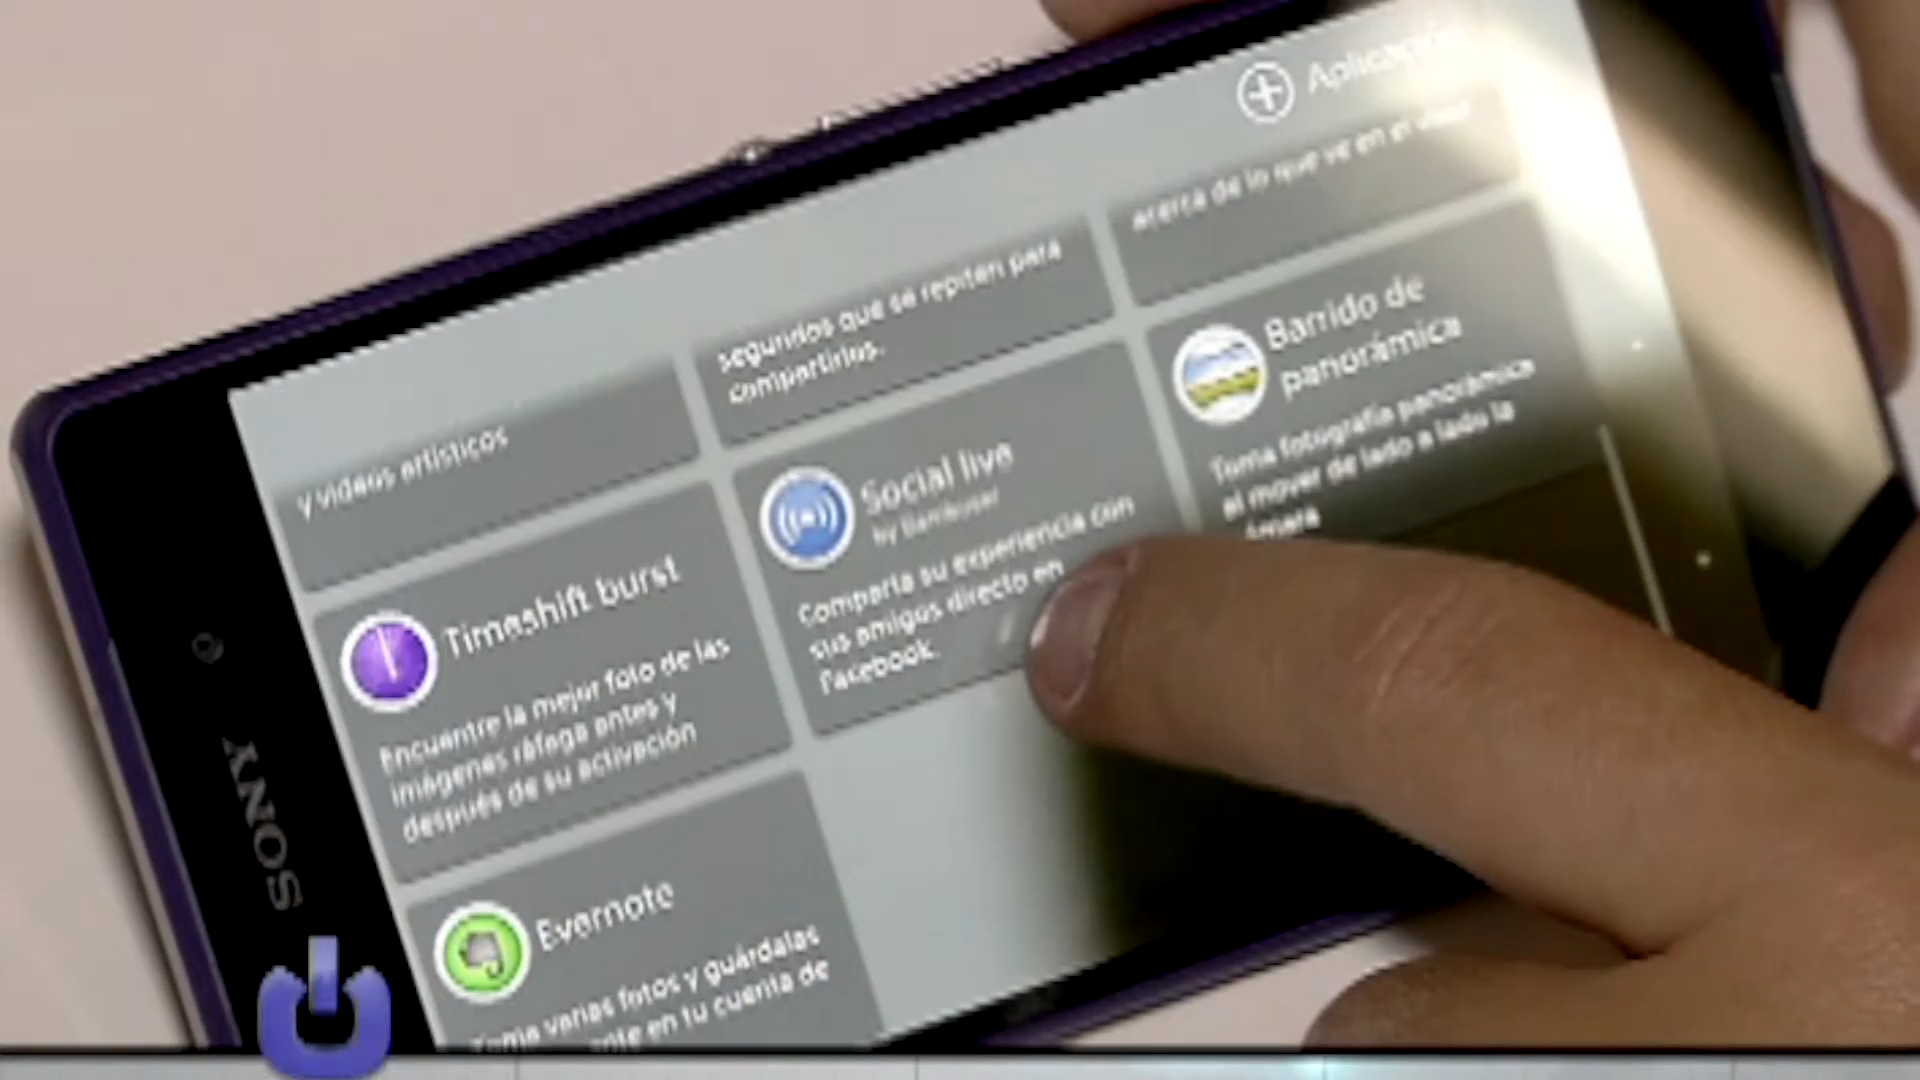 Aplicación
y videos artísticos
segundos que se repiten para
compartirlos.
acerca de lo que ve en el visor
Timeshift burst
Encuentre la mejor foto de las
imágenes ráfaga antes y
después de su activación
Social live
by Bambuser
Comparta su experiencia con
sus amigos directo en
Facebook.
Barrido de
panorámica
Toma fotografía panorámica
al mover de lado a lado la
Evernote
Toma varias fotos y guárdalas
en tu cuenta de
SONY